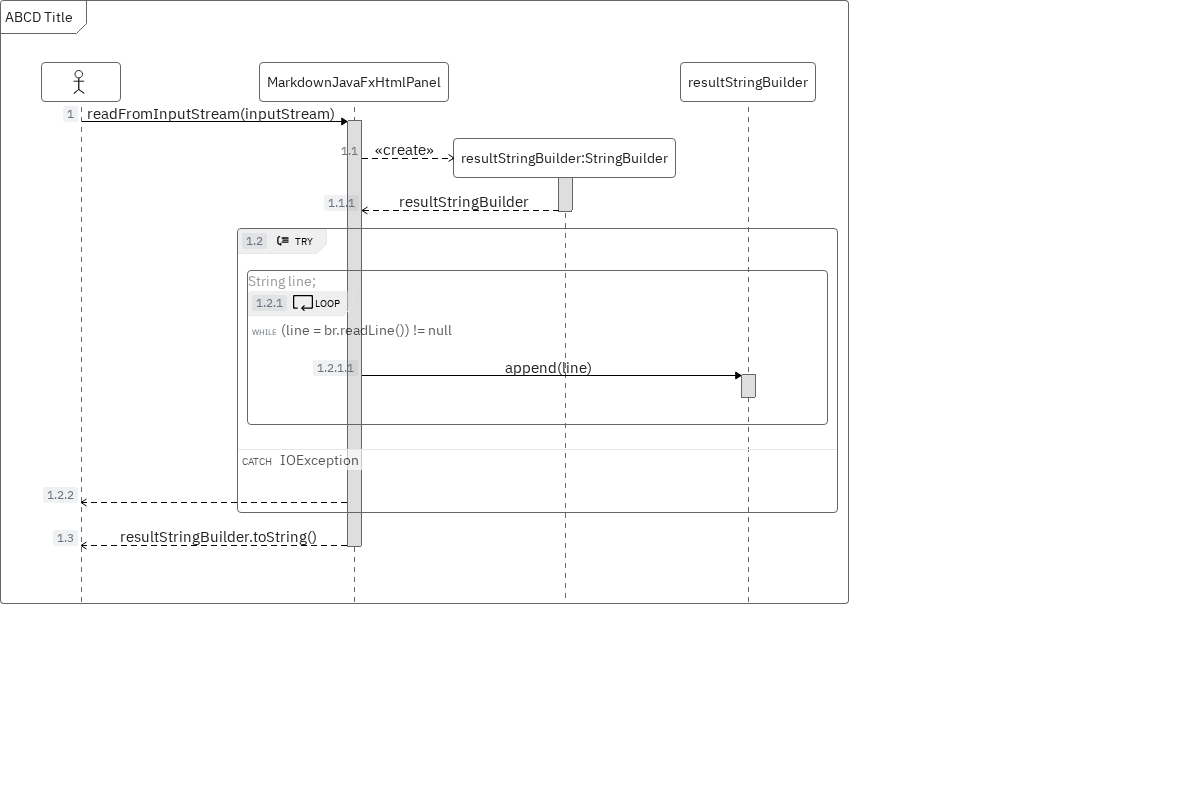 ABCD Title
MarkdownJavaFxHtmlPanel
resultStringBuilder
1 readFromInputStream(inputStream)
1.1 «create»
resultStringBuilder:StringBuilder
1.1.1 resultStringBuilder
1.2 TRY
String line;
1.2.1 LOOP
WHILE (line = br.readLine()) != null
1.2.1.1 append(line)
CATCH IOException
1.2.2
1.3 resultStringBuilder.toString()